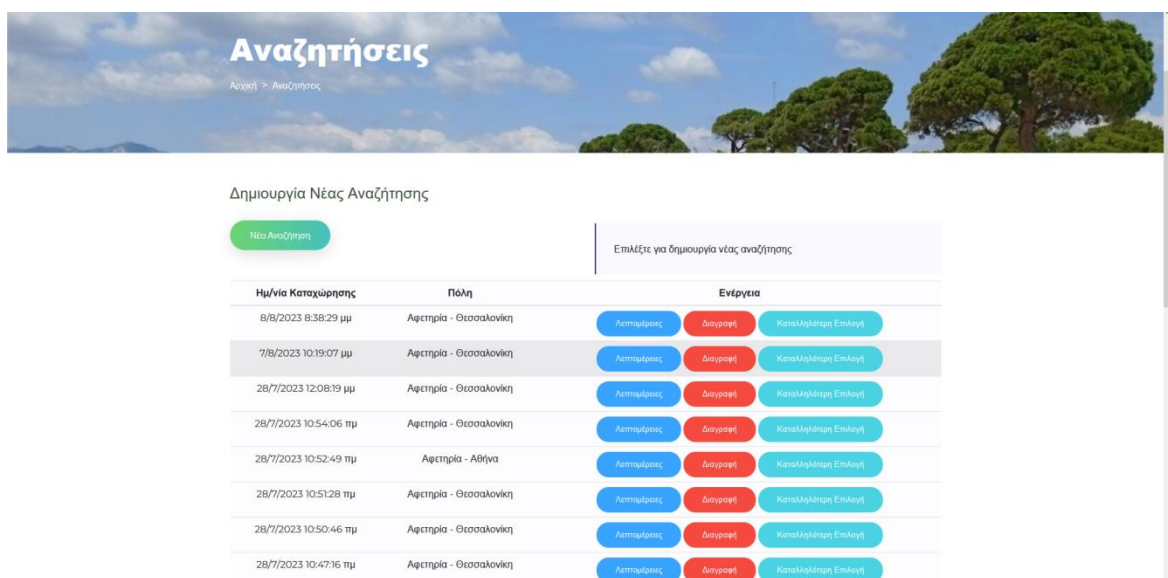 Αναζητήσεις
Αρχική > Αναζητήσεις
Δημιουργία Νέας Αναζήτησης
Νέα Αναζήτηση
Επιλέξτε για δημιουργία νέας αναζήτησης
Ημ/νία Καταχώρησης Πόλη Ενέργεια
8/8/2023 8:38:29 μμ Αφετηρία - Θεσσαλονίκη Λεπτομέρειες Διαγραφή Καταλληλότερη Επιλογή
7/8/2023 10:19:07 μμ Αφετηρία - Θεσσαλονίκη Λεπτομέρειες Διαγραφή Καταλληλότερη Επιλογή
28/7/2023 12:08:19 μμ Αφετηρία - Θεσσαλονίκη Λεπτομέρειες Διαγραφή Καταλληλότερη Επιλογή
28/7/2023 10:54:06 πμ Αφετηρία - Θεσσαλονίκη Λεπτομέρειες Διαγραφή Καταλληλότερη Επιλογή
28/7/2023 10:52:49 πμ Αφετηρία - Αθήνα Λεπτομέρειες Διαγραφή Καταλληλότερη Επιλογή
28/7/2023 10:51:28 πμ Αφετηρία - Θεσσαλονίκη Λεπτομέρειες Διαγραφή Καταλληλότερη Επιλογή
28/7/2023 10:50:46 πμ Αφετηρία - Θεσσαλονίκη Λεπτομέρειες Διαγραφή Καταλληλότερη Επιλογή
28/7/2023 10:47:16 πμ Αφετηρία - Θεσσαλονίκη Λεπτομέρειες Διαγραφή Καταλληλότερη Επιλογή